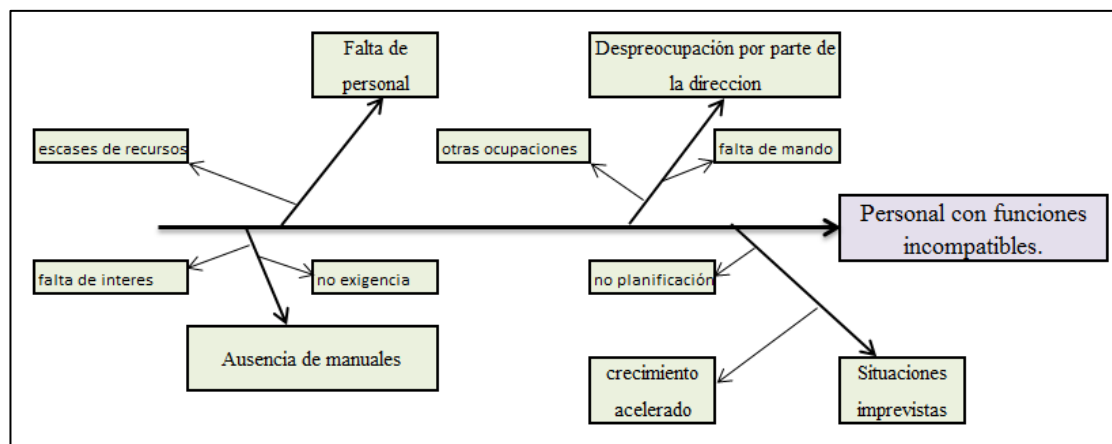 Falta de
personal
Despreocupación por parte de
la direccion
escases de recursos
otras ocupaciones
falta de mando
Personal con funciones
incompatibles.
falta de interes
no exigencia
no planificación
Ausencia de manuales
crecimiento
acelerado
Situaciones
imprevistas